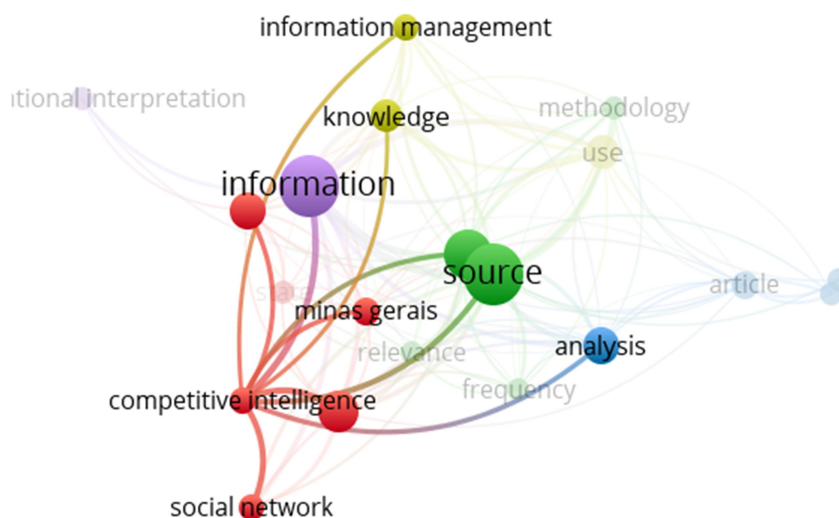 information management
tional interpretation
methodology
knowledge
use
information
source
article
minas gerais
analysis
relevance
frequency
competitive intelligence
social network